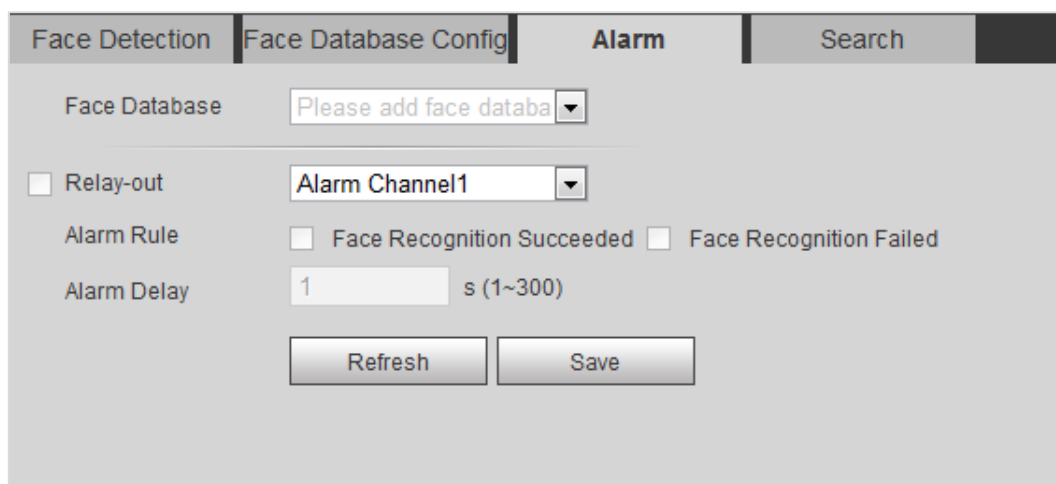 Face Detection Face Database Config Alarm Search
Face Database Please add face databa
Relay-out Alarm Channel1
Alarm Rule Face Recognition Succeeded Face Recognition Failed
Alarm Delay 1 s (1~300)
Refresh Save